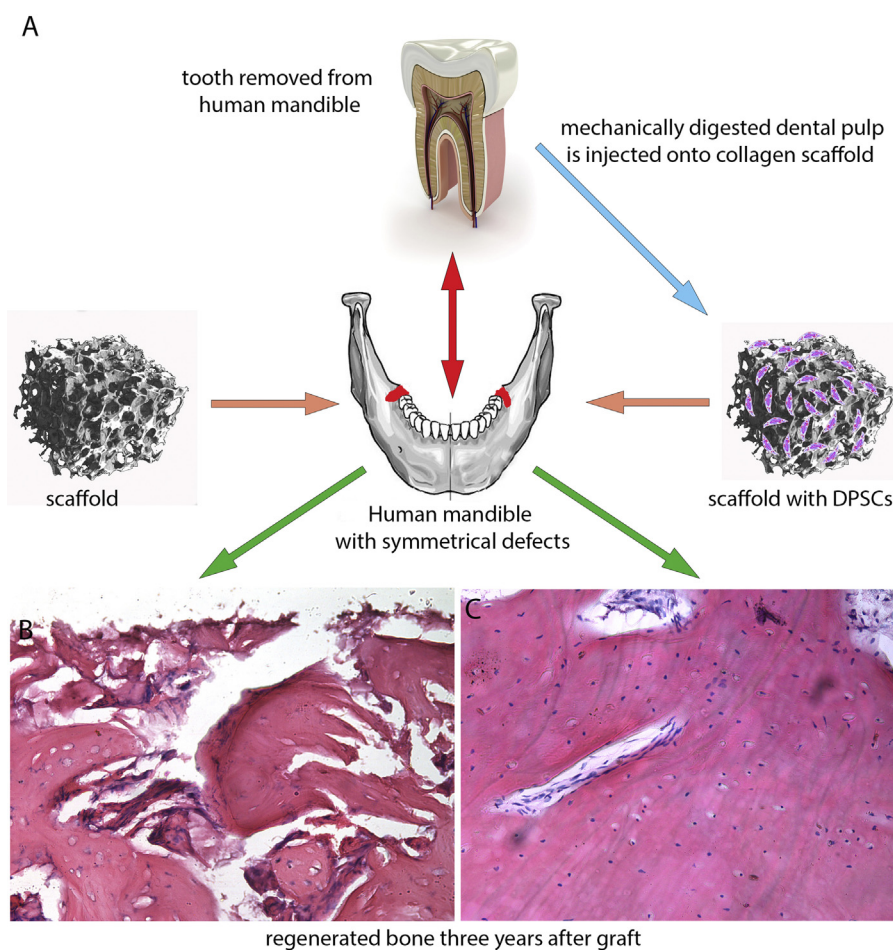 A
tooth removed from
human mandible
mechanically digested dental pulp
is injected onto collagen scaffold
scaffold
scaffold with DPSCs
Human mandible
with symmetrical defects
B
C
regenerated bone three years after graft